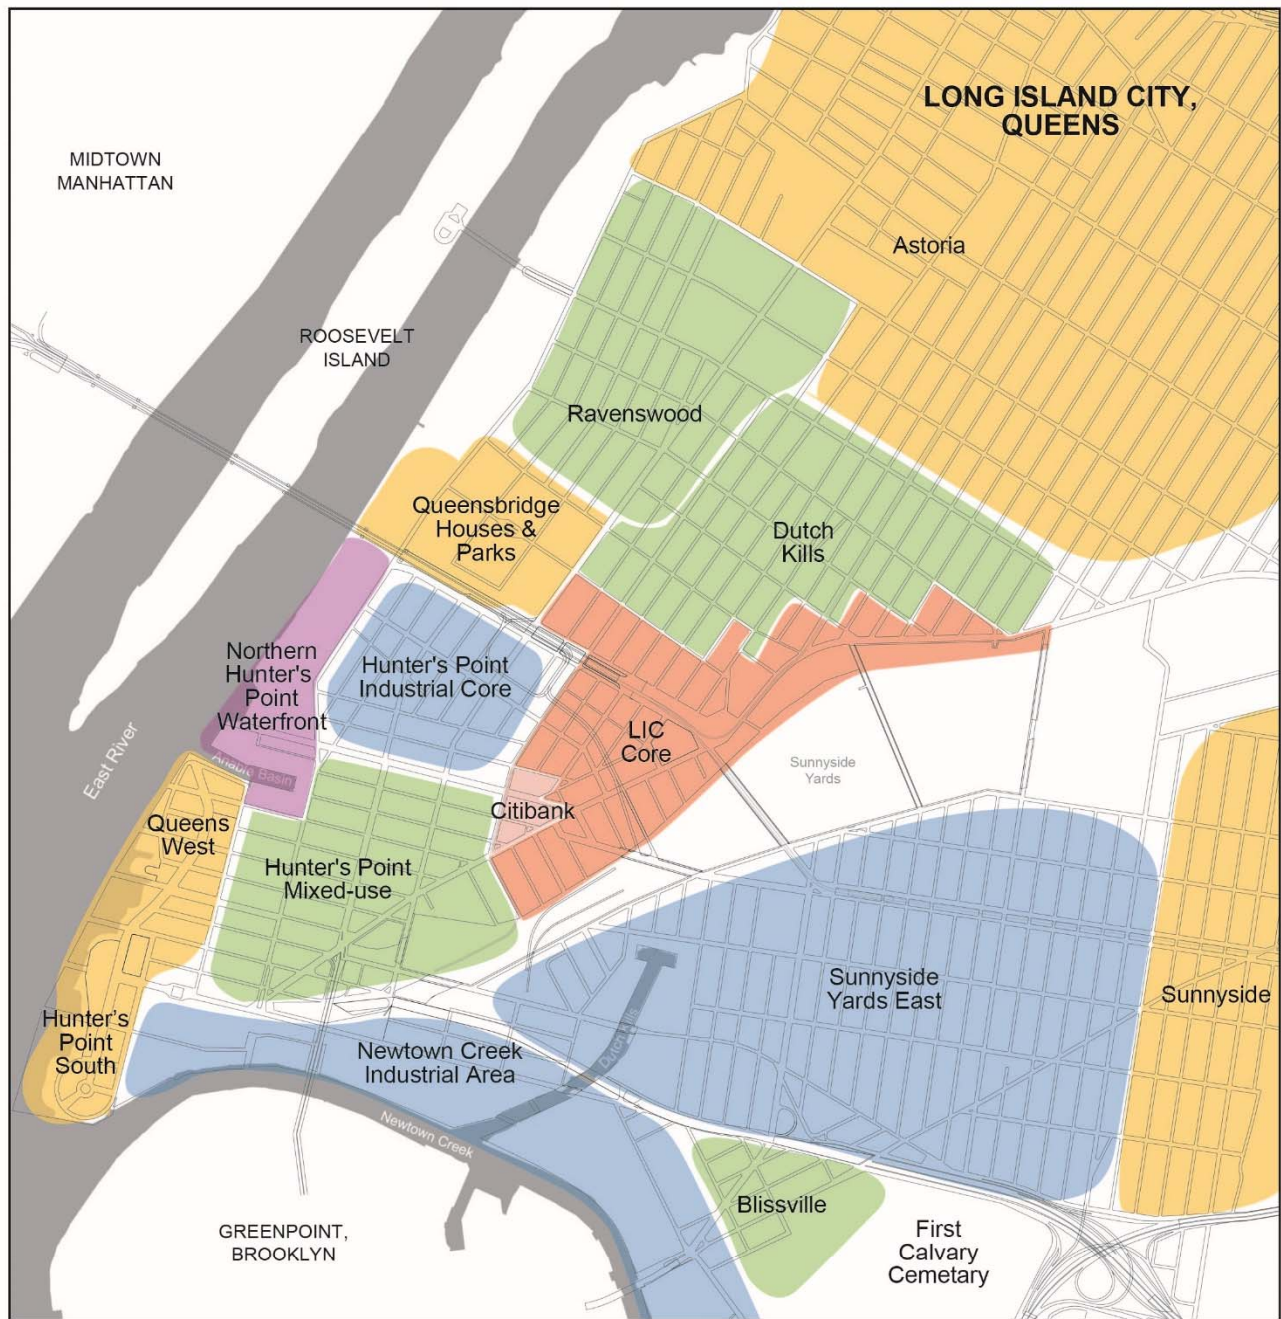 LONG ISLAND CITY,
QUEENS
MIDTOWN
MANHATTAN
Astoria
ROOSEVELT
ISLAND
Ravenswood
Queensbridge
Houses &
Parks
Dutch
Kills
Northern
Hunter's
Point
Waterfront
Hunter's Point
Industrial Core
LIC
Core
East River
Anable Basin
Sunnyside
Yards
Citibank
Queens
West
Hunter's Point
Mixed-use
Sunnyside
Yards East
Sunnyside
Hunter's
Point
South
Newtown Creek
Industrial Area
Dutch Kills
Newtown Creek
Blissville
GREENPOINT,
BROOKLYN
First
Calvary
Cemetary